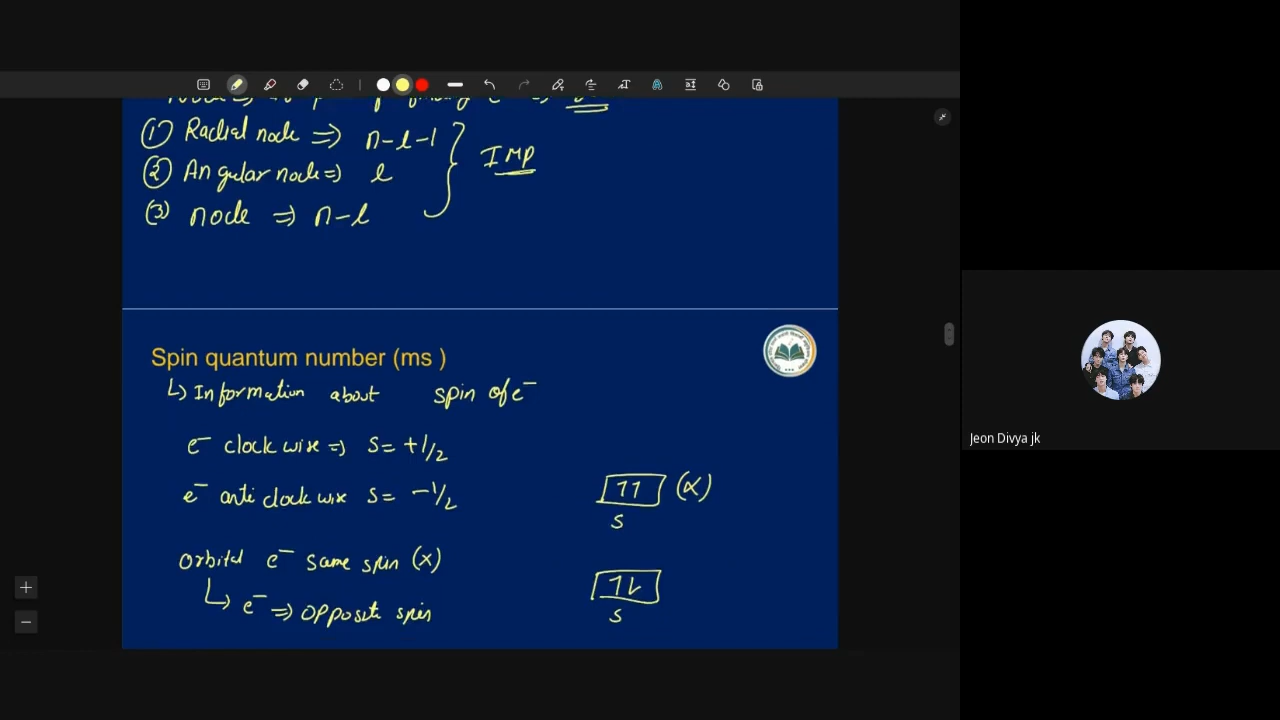 ① Radial node ⇒ n-l-1
② Angular node ⇒ l
(3) node ⇒ n-l
IMP
Spin quantum number (ms )
↳ Information about spin of e⁻
e⁻ clock wise ⇒ s= +1/2
e⁻ anti clock wise s= -1/2
orbital e⁻ same spin (x)
↳ e⁻ ⇒ opposite spin
↿↿ (x)
s
↿⇂
s
Jeon Divya jk